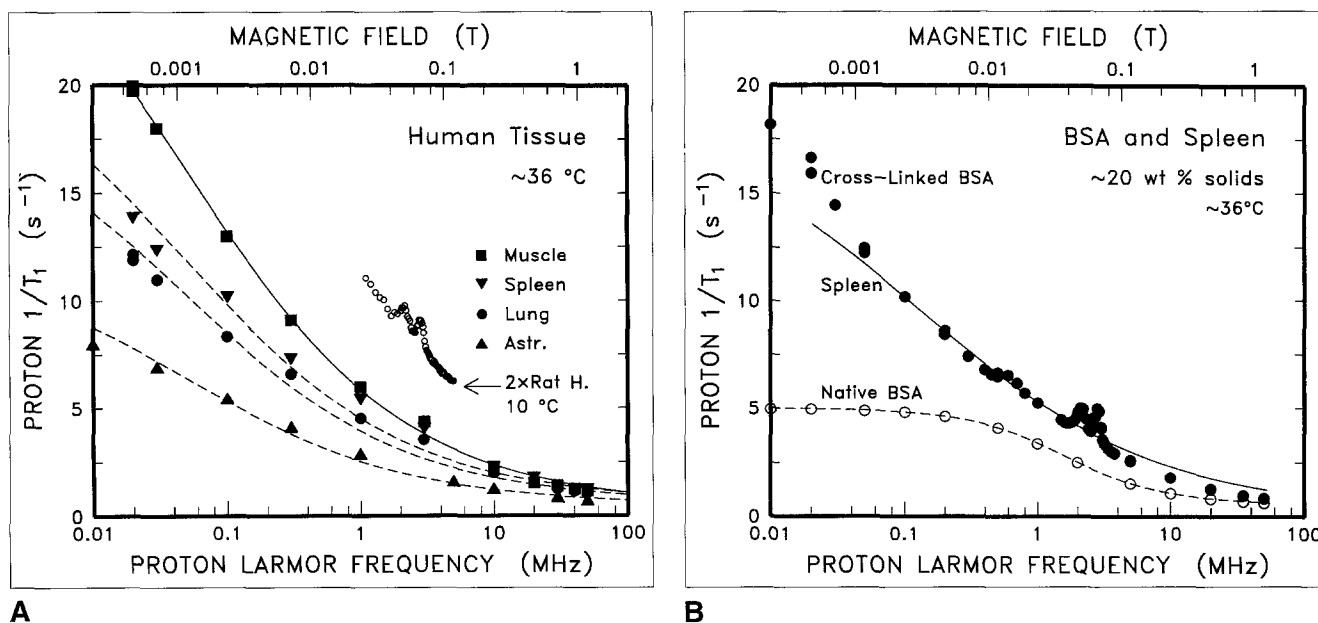 MAGNETIC FIELD (T)
0.001 0.01 0.1 1
20
15
10
5
0
PROTON 1/T₁ (s⁻¹)
Human Tissue
~36 °C
Muscle
Spleen
Lung
Astr.
2×Rat H.
10 °C
0.01 0.1 1 10 100
PROTON LARMOR FREQUENCY (MHz)
A
MAGNETIC FIELD (T)
0.001 0.01 0.1 1
20
15
10
5
0
PROTON 1/T₁ (s⁻¹)
BSA and Spleen
~20 wt % solids
~36°C
Cross-Linked BSA
Spleen
Native BSA
0.01 0.1 1 10 100
PROTON LARMOR FREQUENCY (MHz)
B